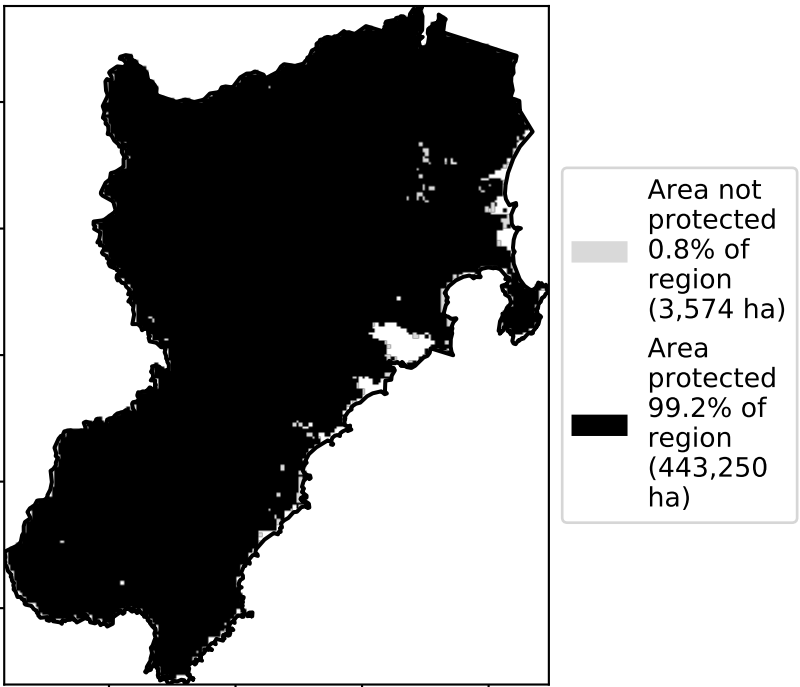 Area not
protected
0.8% of
region
(3,574 ha)
Area
protected
99.2% of
region
(443,250
ha)